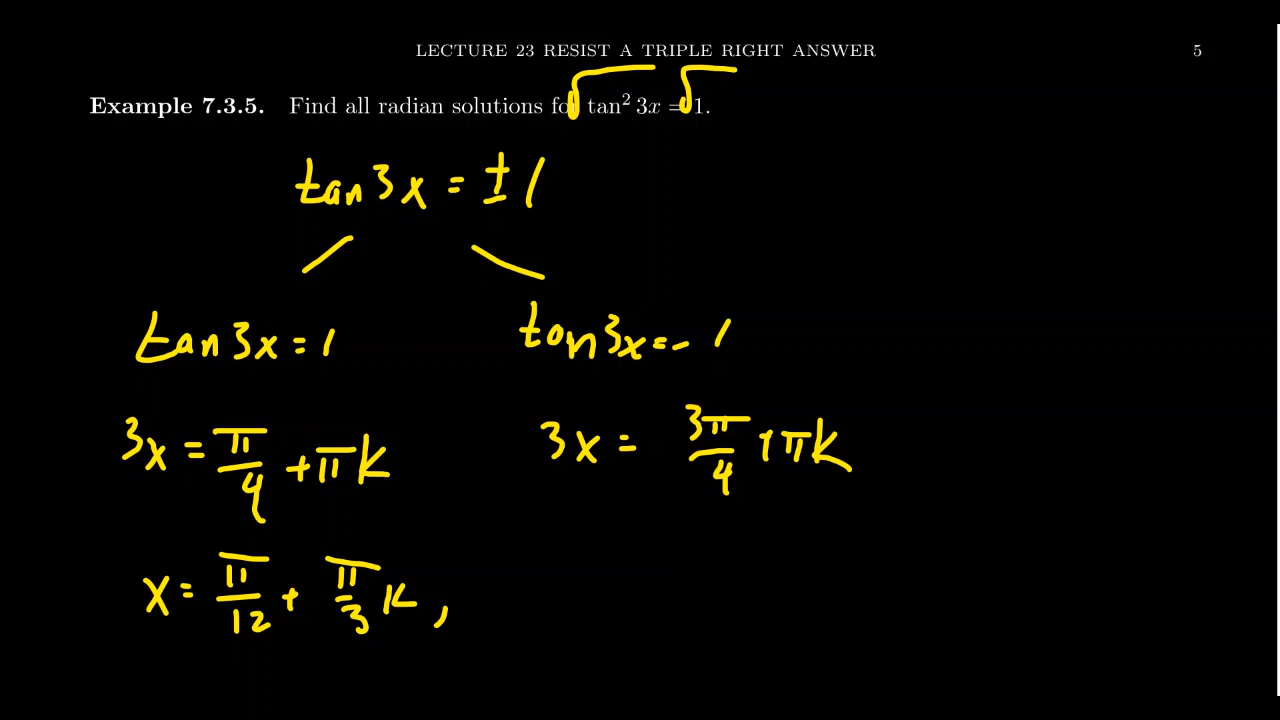 LECTURE 23 RESIST A TRIPLE RIGHT ANSWER 5
Example 7.3.5. Find all radian solutions for √tan² 3x = √1.
tan 3x = ± 1
tan 3x = 1 tan 3x = - 1
3x = π/4 + πk 3x = 3π/4 + πk
x = π/12 + π/3 k ,